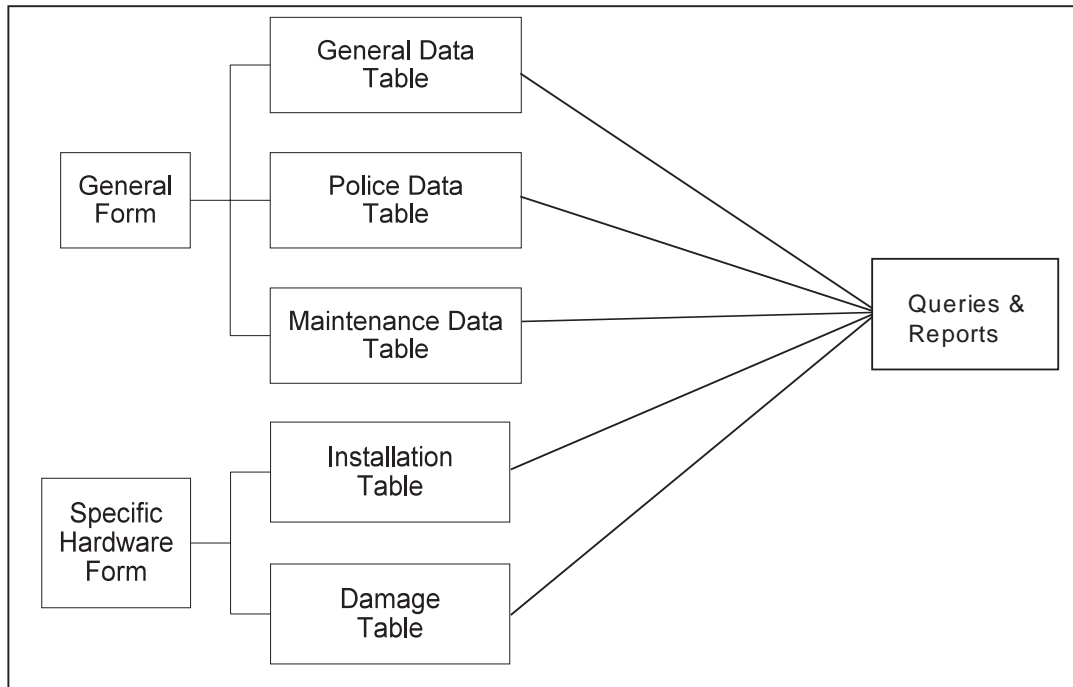 General Data
Table
General
Form
Police Data
Table
Maintenance Data
Table
Queries &
Reports
Installation
Table
Specific
Hardware
Form
Damage
Table